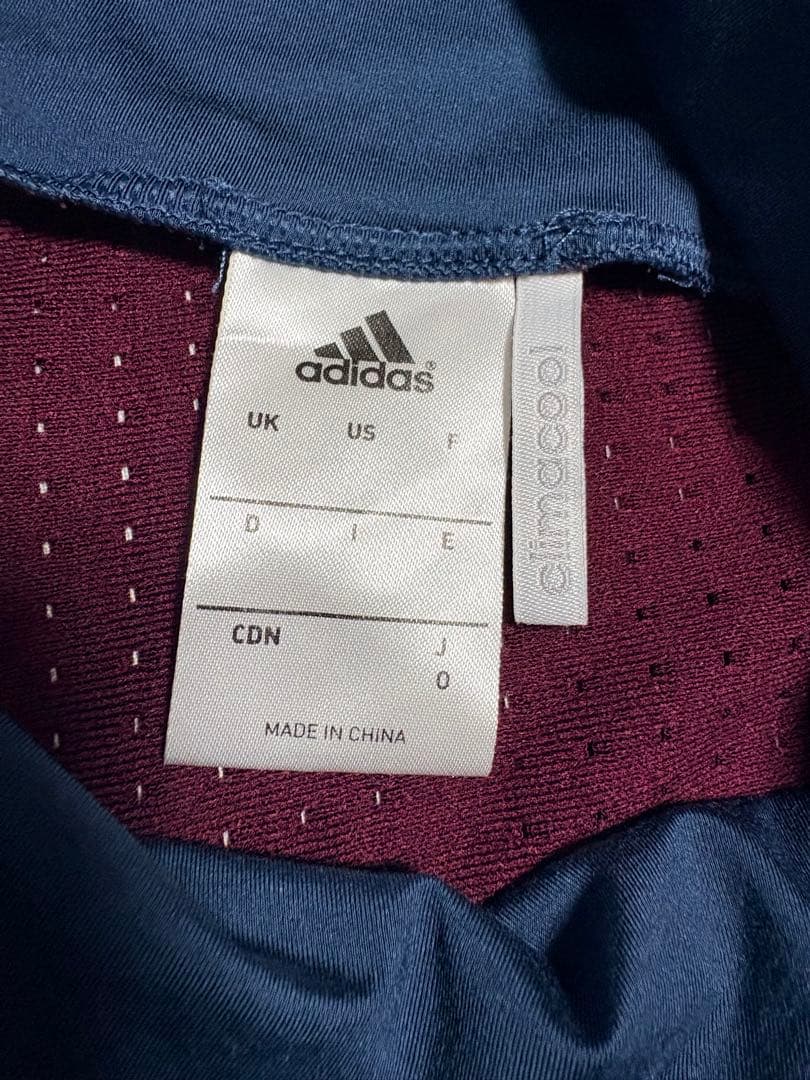 adidas®
UK US F
D I E
CDN J
O
MADE IN CHINA
climacool